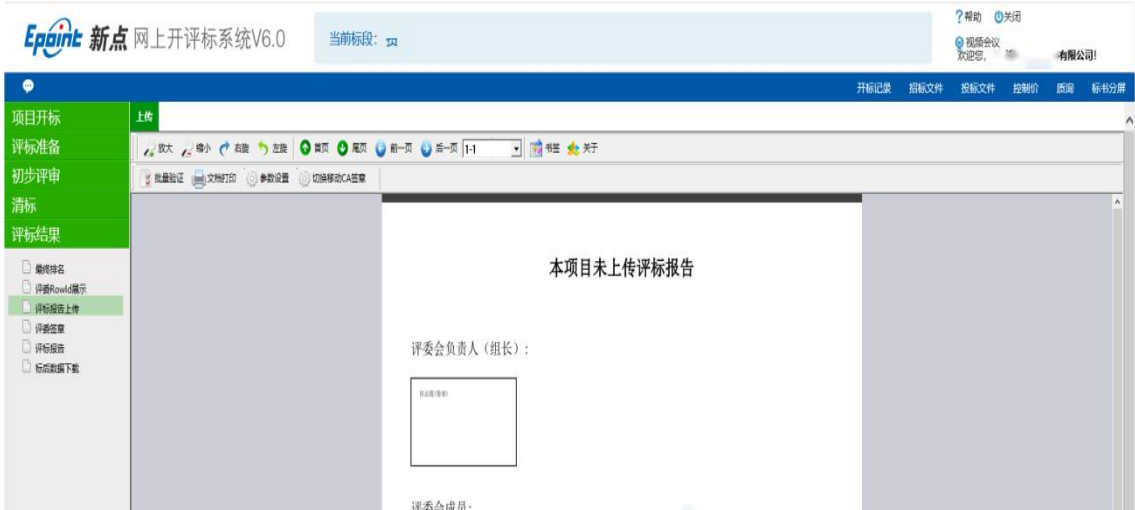 ?帮助 关闭
Epoint 新点 网上开评标系统V6.0
当前标段：
视频会议
欢迎您，
有限公司!
开标记录 招标文件 投标文件 控制价 质询 标书分屏
项目开标
上传
评标准备
放大 缩小 右旋 左旋 首页 尾页 前一页 后一页 1-1 书签 关于
初步评审
批量验证 文档打印 参数设置 切换移动CA签章
清标
评标结果
最终排名
评委RowId展示
评标报告上传
评委签章
评标报告
标后数据下载
本项目未上传评标报告
评委会负责人（组长）：
评委会成员：